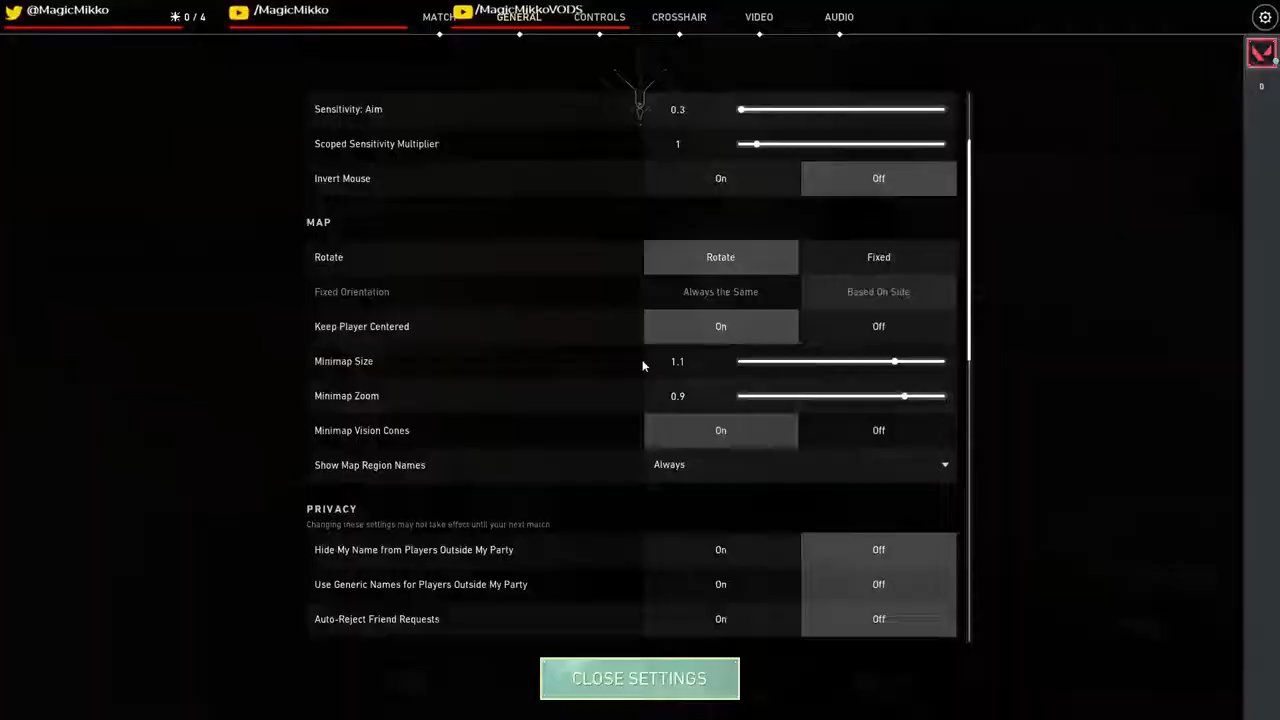 @MagicMikko
0 / 4
/MagicMikko
/MagicMikkoVODS
MATCH
GENERAL
CONTROLS
CROSSHAIR
VIDEO
AUDIO
0
Sensitivity: Aim 0.3
Scoped Sensitivity Multiplier 1
Invert Mouse On Off
MAP
Rotate Rotate Fixed
Fixed Orientation Always the Same Based On Side
Keep Player Centered On Off
Minimap Size 1.1
Minimap Zoom 0.9
Minimap Vision Cones On Off
Show Map Region Names Always
PRIVACY
Changing these settings may not take effect until your next match
Hide My Name from Players Outside My Party On Off
Use Generic Names for Players Outside My Party On Off
Auto-Reject Friend Requests On Off
CLOSE SETTINGS